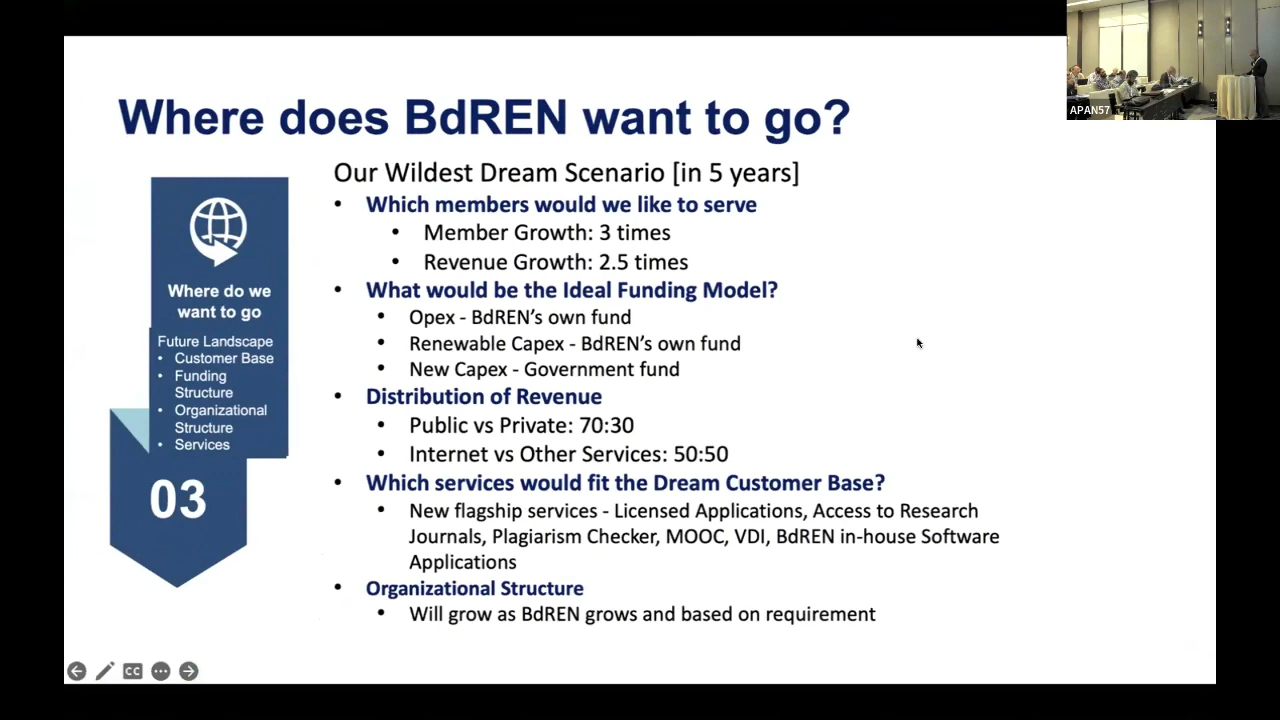 APAN57
Where does BdREN want to go?
Our Wildest Dream Scenario [in 5 years]
• Which members would we like to serve
• Member Growth: 3 times
• Revenue Growth: 2.5 times
• What would be the Ideal Funding Model?
• Opex - BdREN's own fund
• Renewable Capex - BdREN's own fund
• New Capex - Government fund
• Distribution of Revenue
• Public vs Private: 70:30
• Internet vs Other Services: 50:50
• Which services would fit the Dream Customer Base?
• New flagship services - Licensed Applications, Access to Research
Journals, Plagiarism Checker, MOOC, VDI, BdREN in-house Software
Applications
• Organizational Structure
• Will grow as BdREN grows and based on requirement
Where do we
want to go
Future Landscape
• Customer Base
• Funding
Structure
• Organizational
Structure
• Services
03
CC